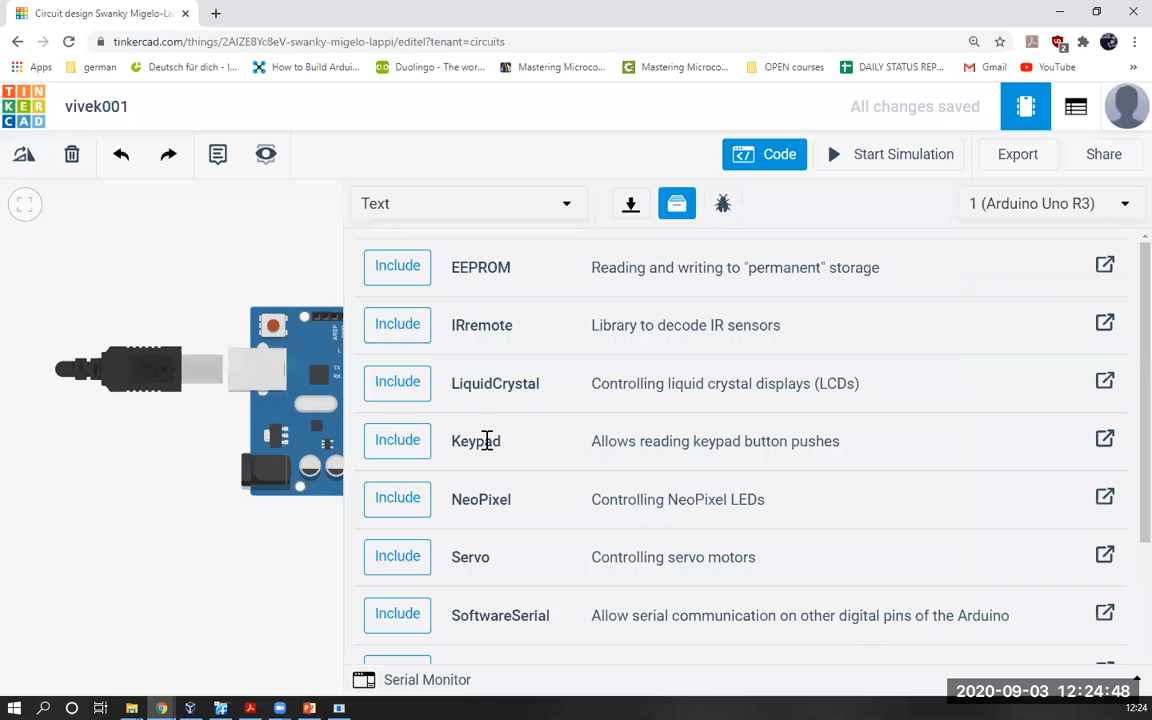 Circuit design Swanky Migelo-La
tinkercad.com/things/2AIZE8Yc8eV-swanky-migelo-lappi/editel?tenant=circuits
2
Apps german Deutsch für dich - I... How to Build Ardui... Duolingo - The wor... Mastering Microco... Mastering Microco... OPEN courses DAILY STATUS REP... Gmail YouTube »
TIN
KER
CAD
vivek001
All changes saved
Code
Start Simulation
Export
Share
Text
1 (Arduino Uno R3)
Include EEPROM Reading and writing to "permanent" storage
Include IRremote Library to decode IR sensors
Include LiquidCrystal Controlling liquid crystal displays (LCDs)
Include Keypad Allows reading keypad button pushes
Include NeoPixel Controlling NeoPixel LEDs
Include Servo Controlling servo motors
Include SoftwareSerial Allow serial communication on other digital pins of the Arduino
AREF
L
TX
RX
Serial Monitor
2020-09-03 12:24:48
12:24